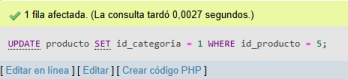 1 fila afectada. (La consulta tardó 0,0027 segundos.)
UPDATE producto SET id_categoria = 1 WHERE id_producto = 5;
[ Editar en línea ] [ Editar ] [ Crear código PHP ]